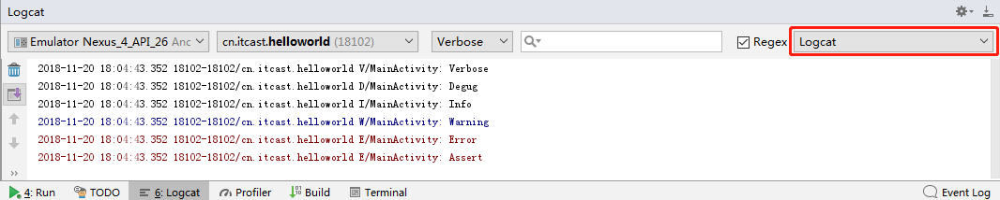 Logcat
Emulator Nexus_4_API_26 Anc cn.itcast.helloworld (18102) Verbose Regex Logcat
2018-11-20 18:04:43.352 18102-18102/cn.itcast.helloworld V/MainActivity: Verbose
2018-11-20 18:04:43.352 18102-18102/cn.itcast.helloworld D/MainActivity: Degug
2018-11-20 18:04:43.352 18102-18102/cn.itcast.helloworld I/MainActivity: Info
2018-11-20 18:04:43.352 18102-18102/cn.itcast.helloworld W/MainActivity: Warning
2018-11-20 18:04:43.352 18102-18102/cn.itcast.helloworld E/MainActivity: Error
2018-11-20 18:04:43.352 18102-18102/cn.itcast.helloworld E/MainActivity: Assert
4: Run TODO 6: Logcat Profiler Build Terminal Event Log